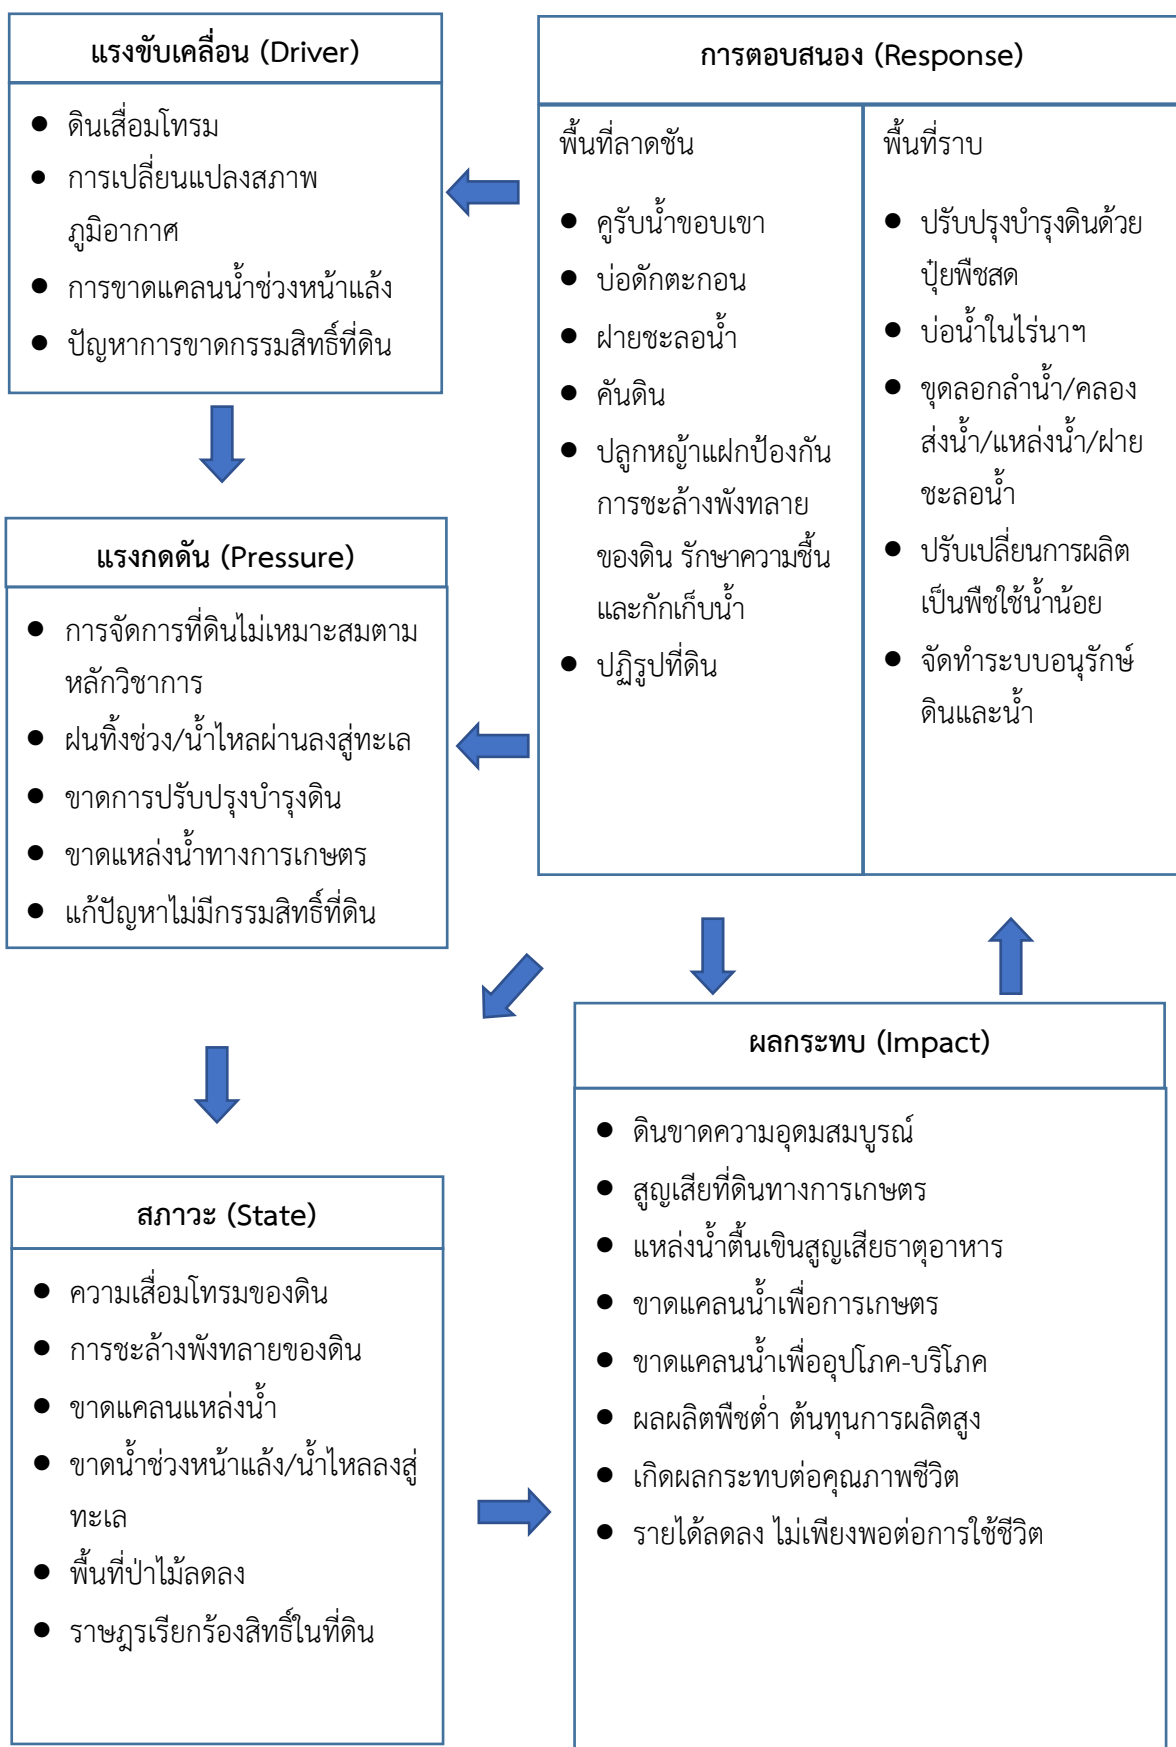 แรงขับเคลื่อน (Driver)
● ดินเสื่อมโทรม
● การเปลี่ยนแปลงสภาพ
ภูมิอากาศ
● การขาดแคลนน้ำช่วงหน้าแล้ง
● ปัญหาการขาดกรรมสิทธิ์ที่ดิน
การตอบสนอง (Response)
พื้นที่ลาดชัน
● คูรับน้ำขอบเขา
● บ่อดักตะกอน
● ฝายชะลอน้ำ
● คันดิน
● ปลูกหญ้าแฝกป้องกัน
การชะล้างพังทลาย
ของดิน รักษาความชื้น
และกักเก็บน้ำ
● ปฏิรูปที่ดิน
พื้นที่ราบ
● ปรับปรุงบำรุงดินด้วย
ปุ๋ยพืชสด
● บ่อน้ำในไร่นาฯ
● ขุดลอกลำน้ำ/คลอง
ส่งน้ำ/แหล่งน้ำ/ฝาย
ชะลอน้ำ
● ปรับเปลี่ยนการผลิต
เป็นพืชใช้น้ำน้อย
● จัดทำระบบอนุรักษ์
ดินและน้ำ
แรงกดดัน (Pressure)
● การจัดการที่ดินไม่เหมาะสมตาม
หลักวิชาการ
● ฝนทิ้งช่วง/น้ำไหลผ่านลงสู่ทะเล
● ขาดการปรับปรุงบำรุงดิน
● ขาดแหล่งน้ำทางการเกษตร
● แก้ปัญหาไม่มีกรรมสิทธิ์ที่ดิน
สภาวะ (State)
● ความเสื่อมโทรมของดิน
● การชะล้างพังทลายของดิน
● ขาดแคลนแหล่งน้ำ
● ขาดน้ำช่วงหน้าแล้ง/น้ำไหลลงสู่
ทะเล
● พื้นที่ป่าไม้ลดลง
● ราษฎรเรียกร้องสิทธิ์ในที่ดิน
ผลกระทบ (Impact)
● ดินขาดความอุดมสมบูรณ์
● สูญเสียที่ดินทางการเกษตร
● แหล่งน้ำตื้นเขินสูญเสียธาตุอาหาร
● ขาดแคลนน้ำเพื่อการเกษตร
● ขาดแคลนน้ำเพื่ออุปโภค-บริโภค
● ผลผลิตพืชต่ำ ต้นทุนการผลิตสูง
● เกิดผลกระทบต่อคุณภาพชีวิต
● รายได้ลดลง ไม่เพียงพอต่อการใช้ชีวิต